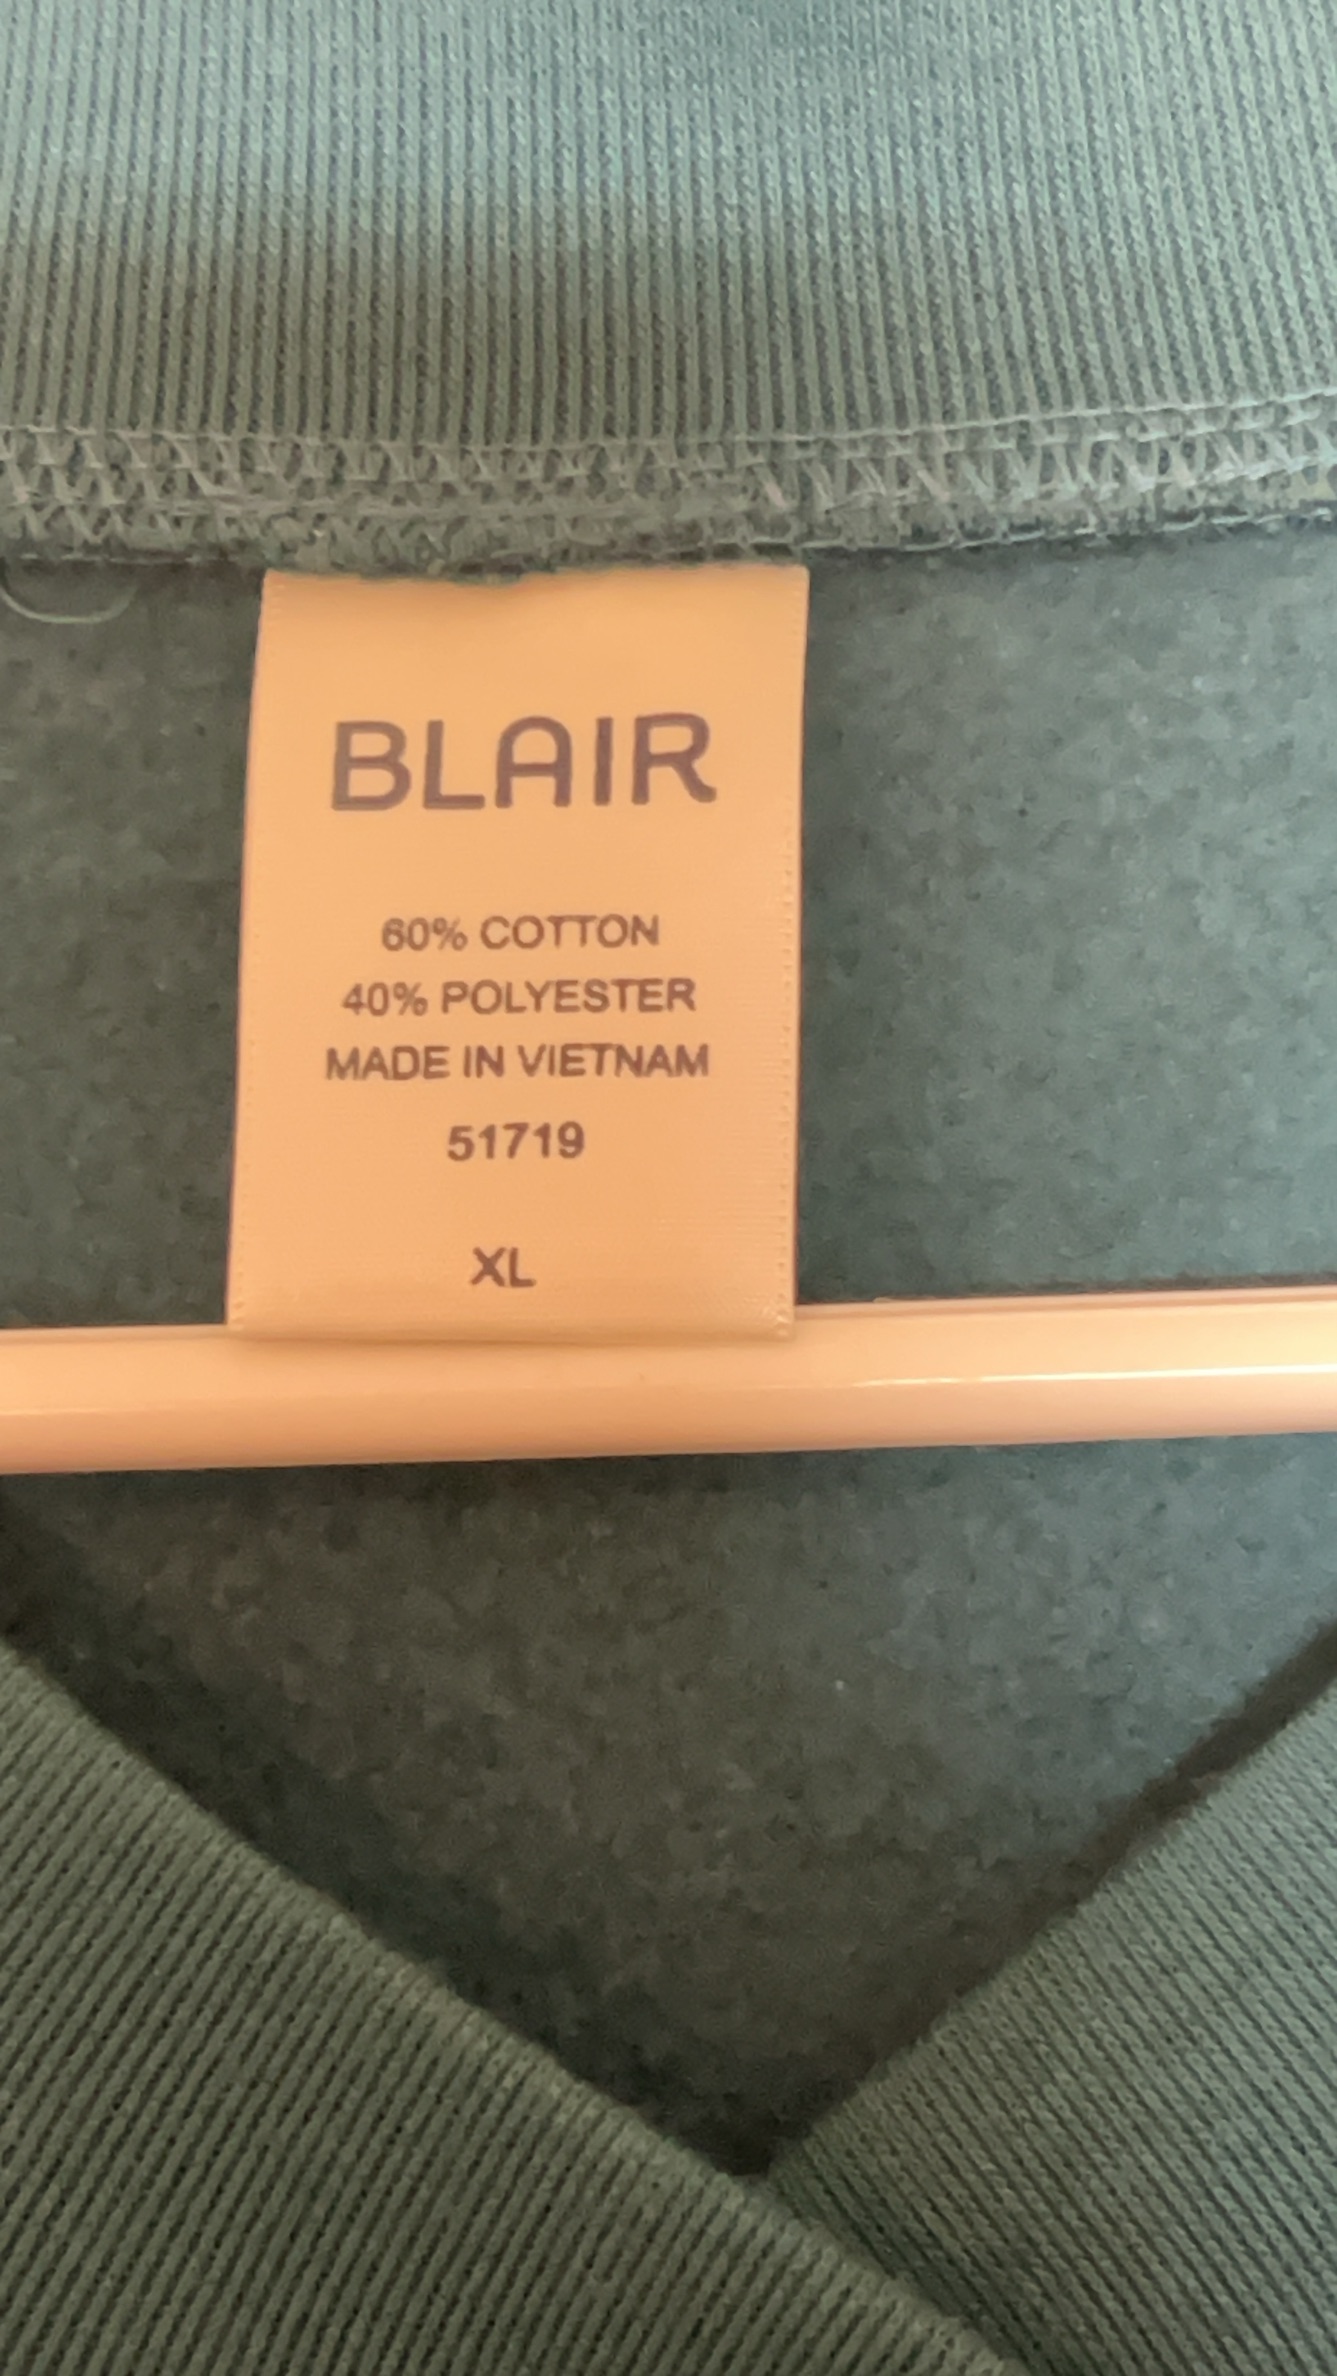 BLAIR
60% COTTON
40% POLYESTER
MADE IN VIETNAM
51719
XL